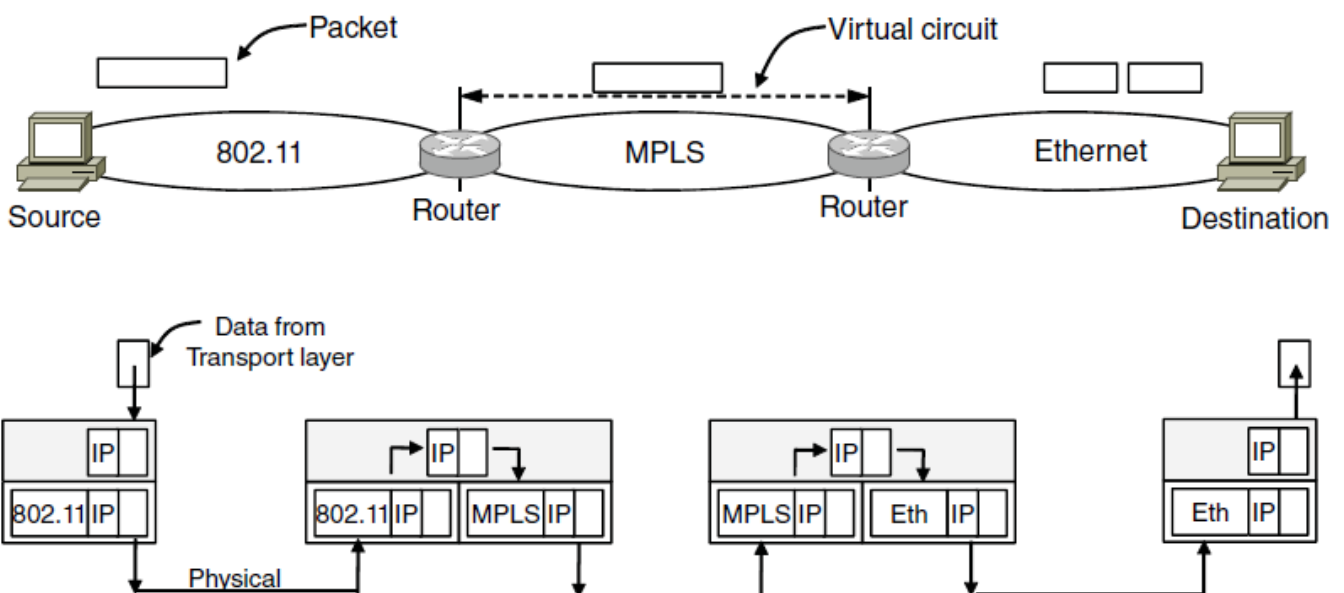 Packet
Virtual circuit
802.11
MPLS
Ethernet
Source
Router
Router
Destination
Data from
Transport layer
IP
IP
IP
IP
802.11 IP
802.11 IP
MPLS IP
MPLS IP
Eth IP
Eth IP
Physical